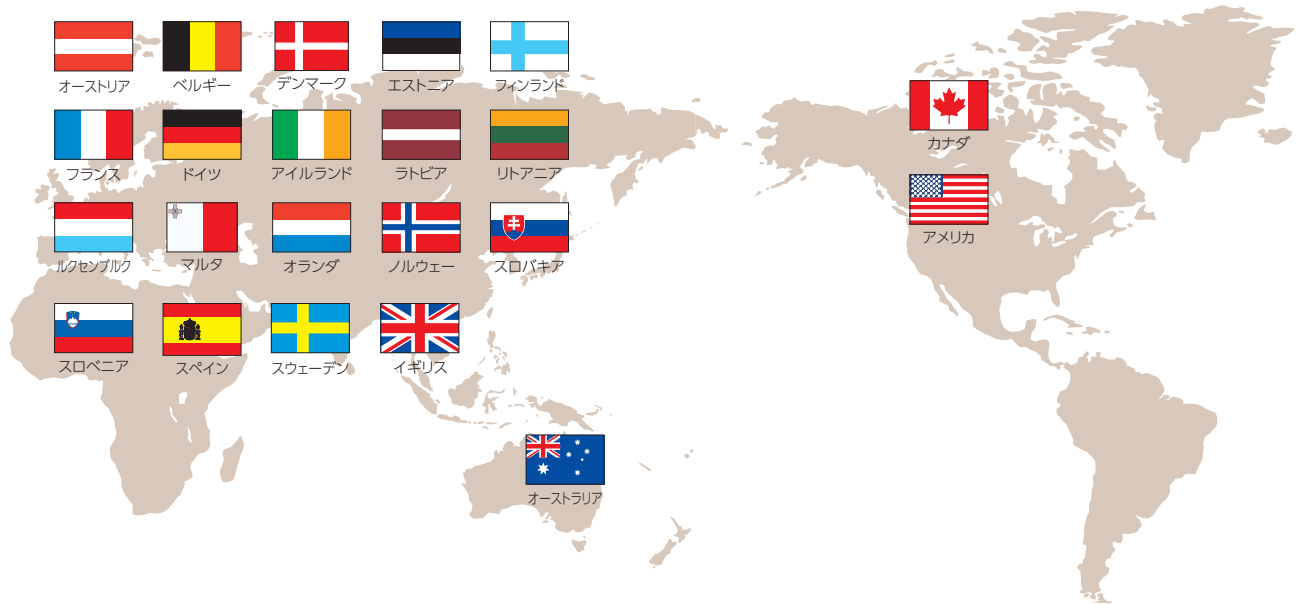 オーストリア
ベルギー
デンマーク
エストニア
フィンランド
カナダ
フランス
ドイツ
アイルランド
ラトビア
リトアニア
アメリカ
ルクセンブルク
マルタ
オランダ
ノルウェー
スロバキア
スロベニア
スペイン
スウェーデン
イギリス
オーストラリア